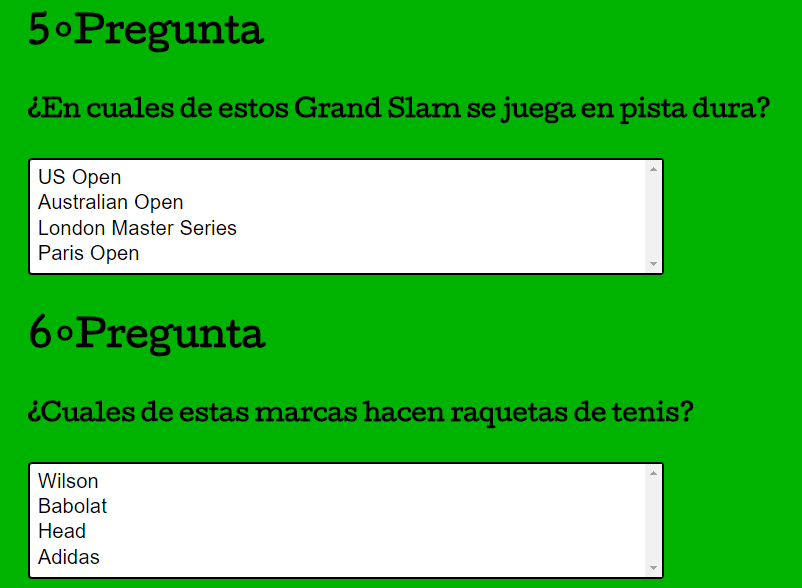 5ºPregunta
¿En cuales de estos Grand Slam se juega en pista dura?
US Open
Australian Open
London Master Series
Paris Open
6ºPregunta
¿Cuales de estas marcas hacen raquetas de tenis?
Wilson
Babolat
Head
Adidas